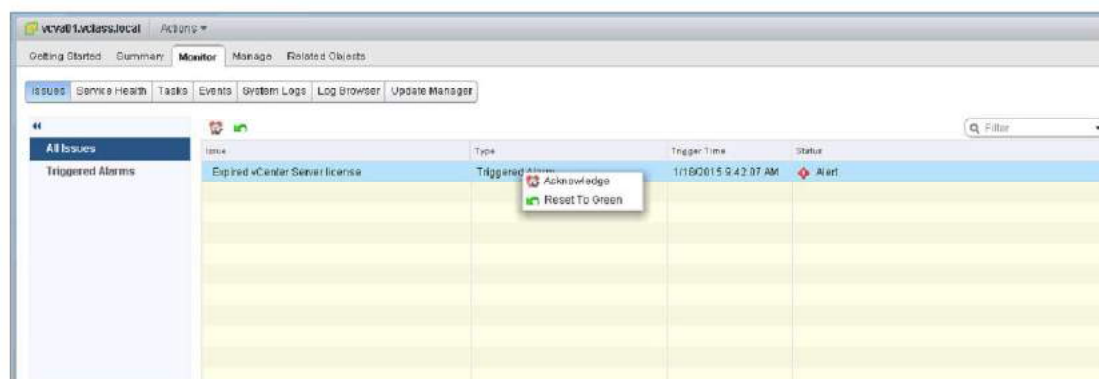 vcva01.vclass.local Actions
Getting Started Summary Monitor Manage Related Objects
Issues Service Health Tasks Events System Logs Log Browser Update Manager
Filter
All Issues
Triggered Alarms
Issue Type Trigger Time Status
Expired vCenter Server license Triggered Alarm 1/18/2015 9:42:07 AM Alert
Acknowledge
Reset To Green